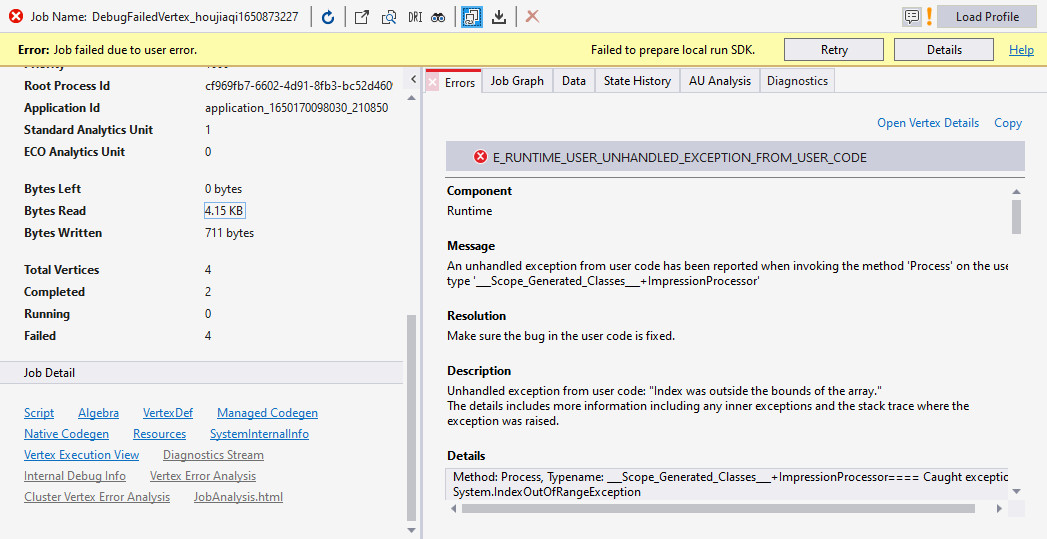 Job Name: DebugFailedVertex_houjiaqi1650873227
DRI
Load Profile
Error: Job failed due to user error.
Failed to prepare local run SDK.
Retry
Details
Help
Root Process Id cf969fb7-6602-4d91-8fb3-bc52d460
Application Id application_1650170098030_210850
Standard Analytics Unit 1
ECO Analytics Unit 0
Bytes Left 0 bytes
Bytes Read 4.15 KB
Bytes Written 711 bytes
Total Vertices 4
Completed 2
Running 0
Failed 4
Job Detail
Script Algebra VertexDef Managed Codegen
Native Codegen Resources SystemInternalInfo
Vertex Execution View Diagnostics Stream
Internal Debug Info Vertex Error Analysis
Cluster Vertex Error Analysis JobAnalysis.html
Errors Job Graph Data State History AU Analysis Diagnostics
Open Vertex Details Copy
E_RUNTIME_USER_UNHANDLED_EXCEPTION_FROM_USER_CODE
Component
Runtime
Message
An unhandled exception from user code has been reported when invoking the method 'Process' on the use
type '___Scope_Generated_Classes___+ImpressionProcessor'
Resolution
Make sure the bug in the user code is fixed.
Description
Unhandled exception from user code: "Index was outside the bounds of the array."
The details includes more information including any inner exceptions and the stack trace where the
exception was raised.
Details
Method: Process, Typename: ___Scope_Generated_Classes___+ImpressionProcessor==== Caught exceptio
System.IndexOutOfRangeException